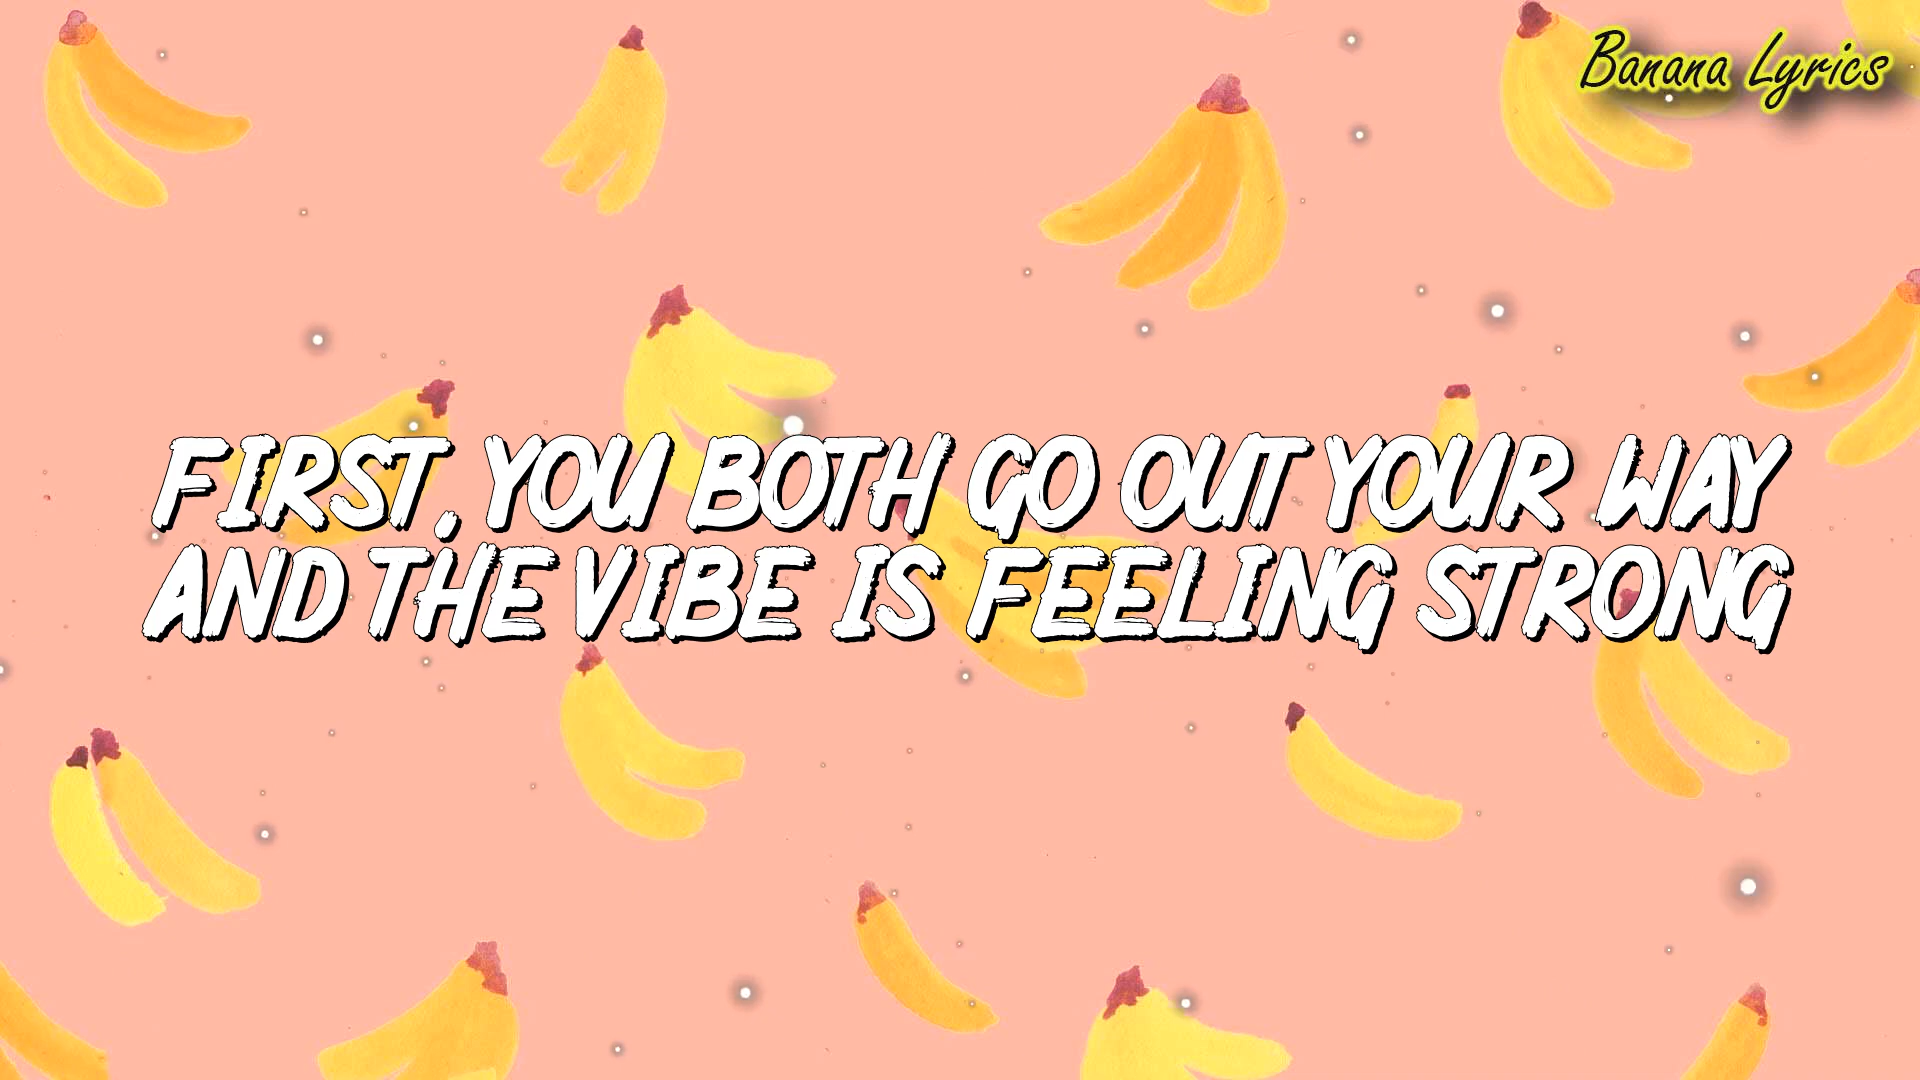 Banana Lyrics
FIRST, YOU BOTH GO OUT YOUR WAY
AND THE VIBE IS FEELING STRONG